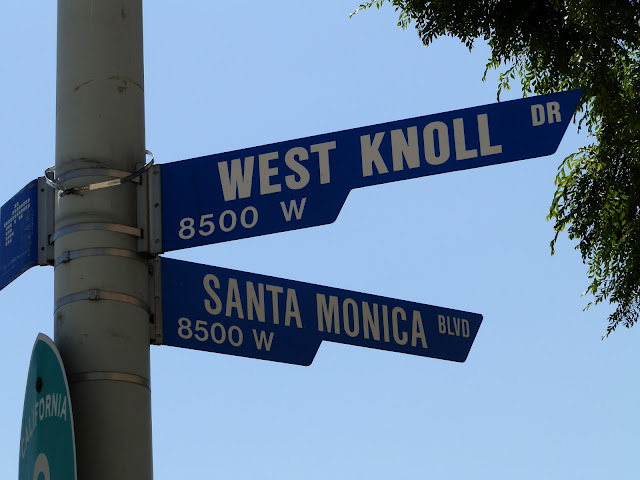 WEST KNOLL DR
8500 W
SANTA MONICA BLVD
8500 W
CALIFORNIA